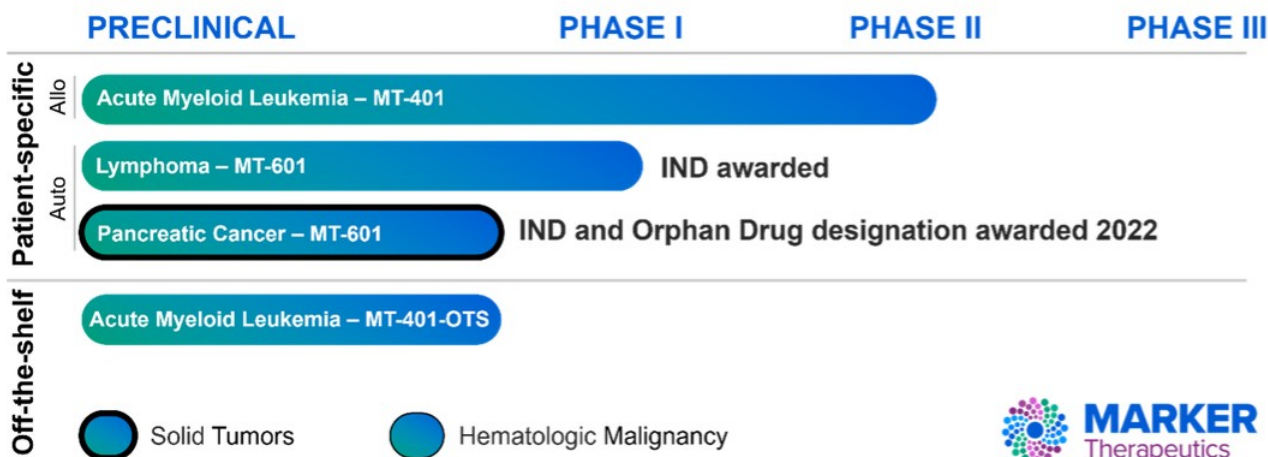 PRECLINICAL PHASE I PHASE II PHASE III
Patient-specific
Allo
Acute Myeloid Leukemia – MT-401
Auto
Lymphoma – MT-601 IND awarded
Pancreatic Cancer – MT-601 IND and Orphan Drug designation awarded 2022
Off-the-shelf
Acute Myeloid Leukemia – MT-401-OTS
Solid Tumors Hematologic Malignancy
MARKER
Therapeutics